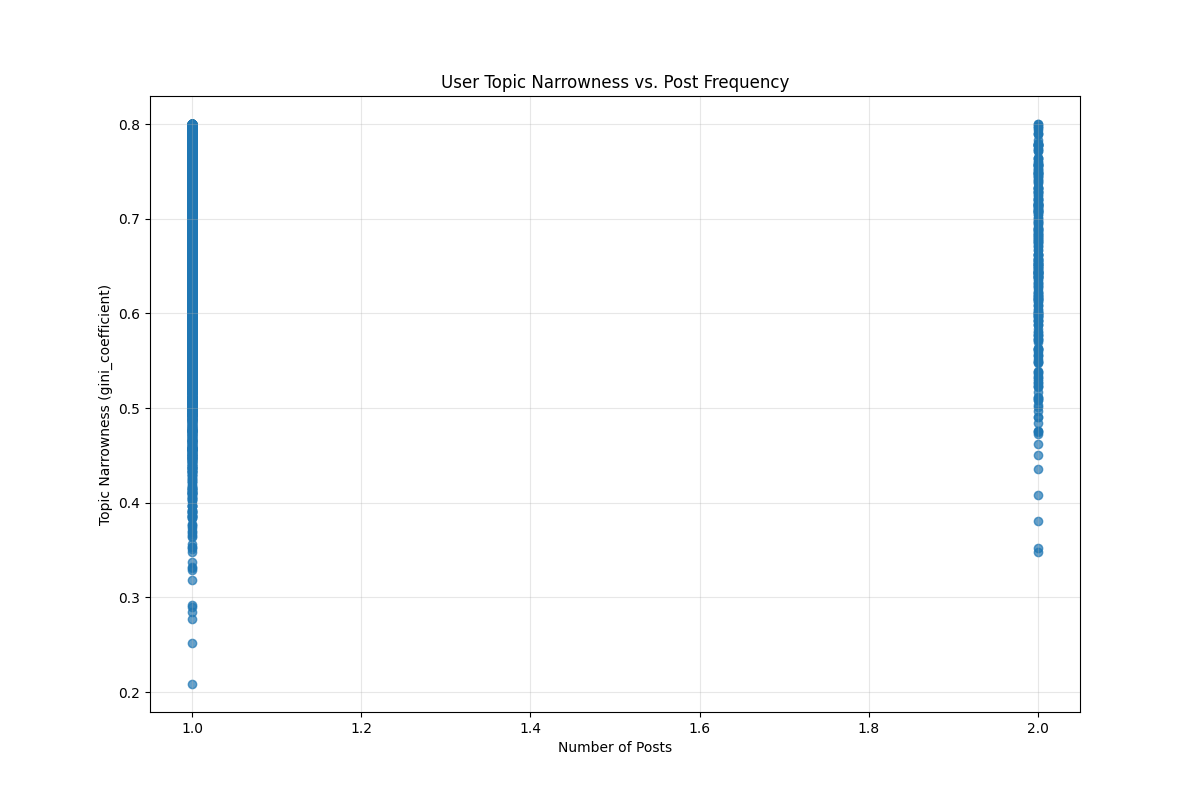 User Topic Narrowness vs. Post Frequency
Topic Narrowness (gini_coefficient)
0.8
0.7
0.6
0.5
0.4
0.3
0.2
1.0 1.2 1.4 1.6 1.8 2.0
Number of Posts